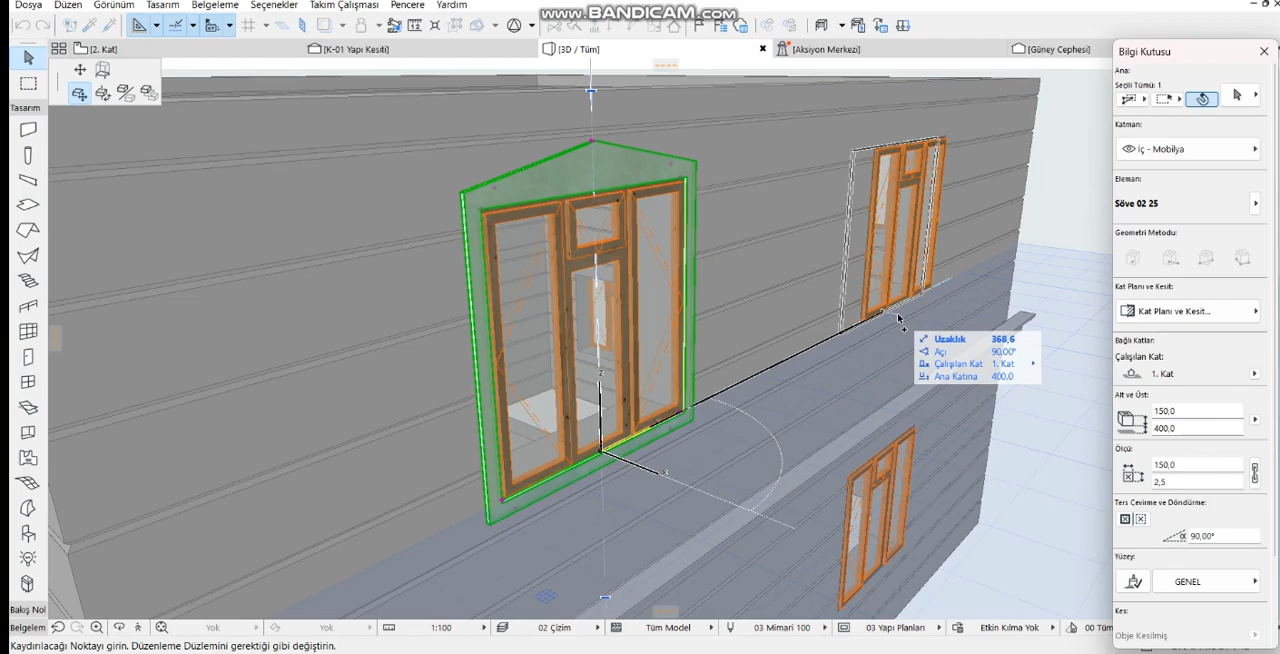 Dosya Düzen Görünüm Tasarım Belgeleme Seçenekler Takım Çalışması Pencere Yardım
www.BANDICAM.com
[2. Kat]
[K-01 Yapı Kesiti]
[3D / Tüm]
[Aksiyon Merkezi]
[Güney Cephesi]
Tasarım
Bilgi Kutusu
Ana:
Seçili Tümü: 1
Katman:
İç - Mobilya
Eleman:
Söve 02 25
Geometri Metodu:
Kat Planı ve Kesit:
Kat Planı ve Kesit...
Bağlı Katlar:
Çalışılan Kat:
1. Kat
Alt ve Üst:
150,0
400,0
Ölçü:
150,0
2,5
Ters Çevirme ve Döndürme:
α 90,00°
Yüzey:
GENEL
Kes:
Obje Kesilmiş
Uzaklık 368,6
Açı 90,00°
Çalışılan Kat 1. Kat
Ana Katına 400,0
Z
X
Bakış Nol
Belgelem
Yok
Yok
1:100
02 Çizim
Tüm Model
03 Mimari 100
03 Yapı Planları
Etkin Kılma Yok
00 Tüm
Kaydırılacağı Noktayı girin. Düzenleme Düzlemini gerektiği gibi değiştirin.